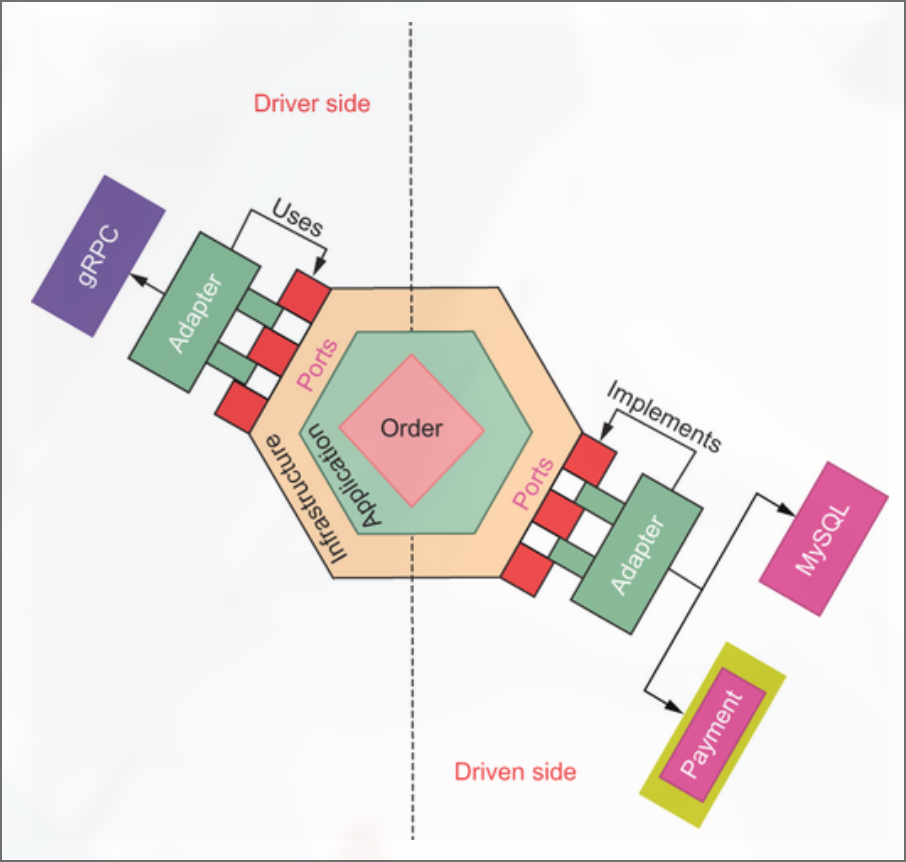 Driver side
Uses
gRPC
Adapter
Ports
Order
Application
Infrastructure
Implements
Ports
Adapter
MySQL
Payment
Driven side